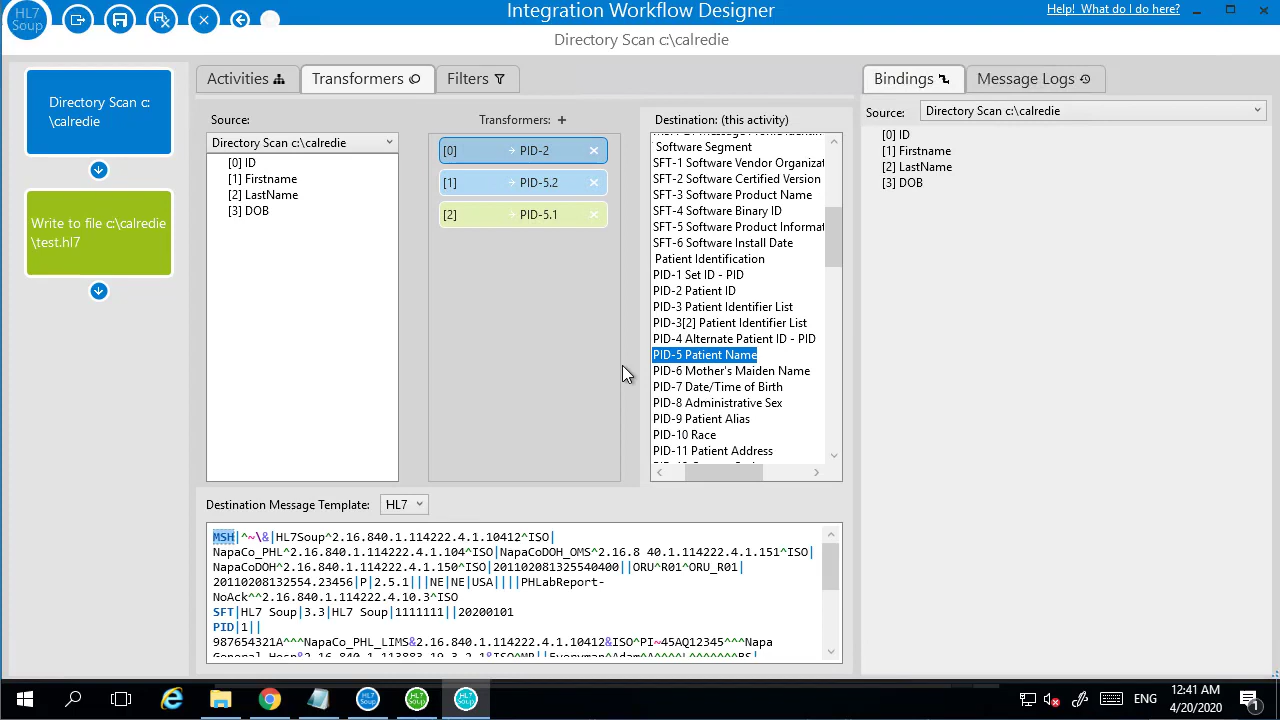 HL7
Soup
Integration Workflow Designer
Help! What do I do here?
Directory Scan c:\calredie
Directory Scan c:
\calredie
Write to file c:\calredie
\test.hl7
Activities
Transformers
Filters
Source:
Directory Scan c:\calredie
[0] ID
[1] Firstname
[2] LastName
[3] DOB
Transformers: +
[0] → PID-2 ×
[1] → PID-5.2 ×
[2] → PID-5.1 ×
Destination: (this activity)
Software Segment
SFT-1 Software Vendor Organizat
SFT-2 Software Certified Version
SFT-3 Software Product Name
SFT-4 Software Binary ID
SFT-5 Software Product Informat
SFT-6 Software Install Date
Patient Identification
PID-1 Set ID - PID
PID-2 Patient ID
PID-3 Patient Identifier List
PID-3[2] Patient Identifier List
PID-4 Alternate Patient ID - PID
PID-5 Patient Name
PID-6 Mother's Maiden Name
PID-7 Date/Time of Birth
PID-8 Administrative Sex
PID-9 Patient Alias
PID-10 Race
PID-11 Patient Address
Bindings
Message Logs
Source:
Directory Scan c:\calredie
[0] ID
[1] Firstname
[2] LastName
[3] DOB
Destination Message Template: HL7
MSH|^~\&|HL7Soup^2.16.840.1.114222.4.1.10412^ISO|
NapaCo_PHL^2.16.840.1.114222.4.1.104^ISO|NapaCoDOH_OMS^2.16.8 40.1.114222.4.1.151^ISO|
NapaCoDOH^2.16.840.1.114222.4.1.150^ISO|201102081325540400||ORU^R01^ORU_R01|
20110208132554.23456|P|2.5.1|||NE|NE|USA||||PHLabReport-
NoAck^^2.16.840.1.114222.4.10.3^ISO
SFT|HL7 Soup|3.3|HL7 Soup|1111111||20200101
PID|1||
987654321A^^^NapaCo_PHL_LIMS&2.16.840.1.114222.4.1.10412&ISO^PI~45AQ12345^^^Napa
ENG
12:41 AM
4/20/2020
1
HL7
Soup
HL7
Soup
HL7
Soup